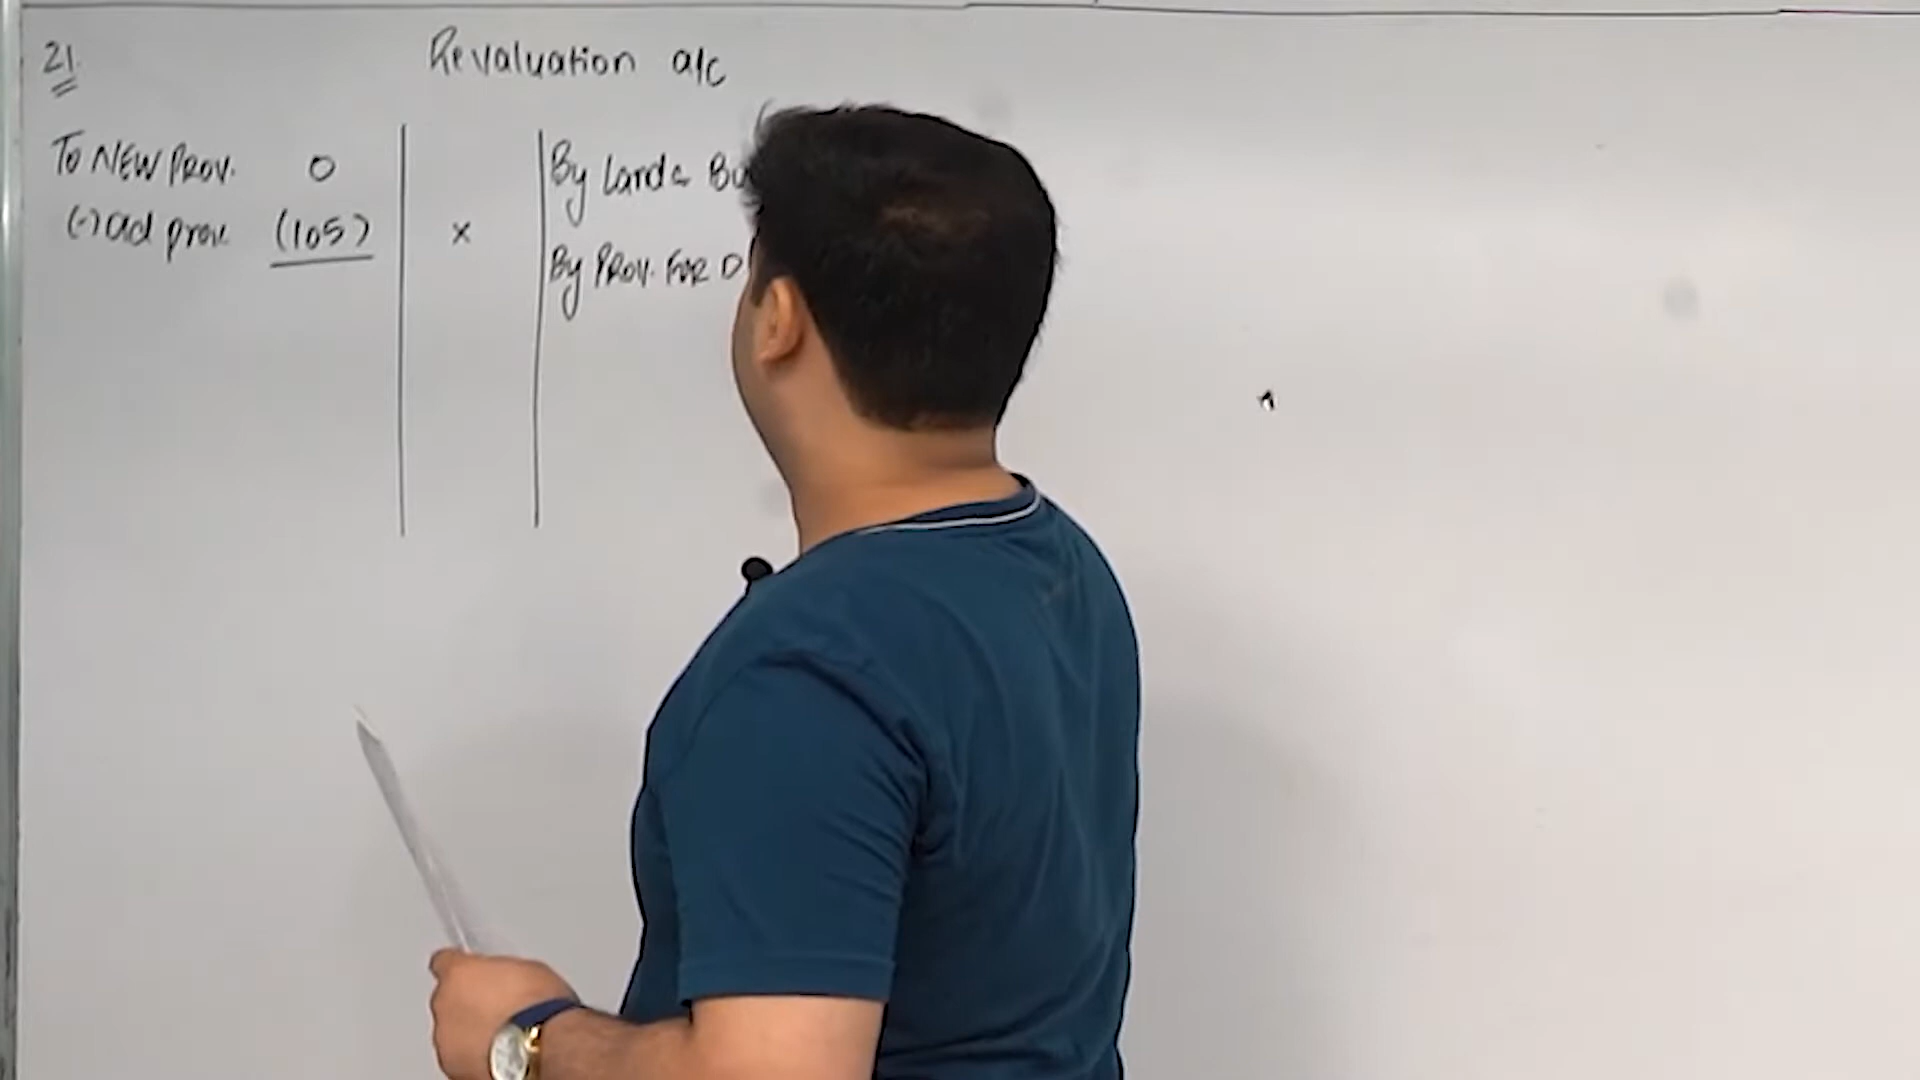 21
Revaluation a/c
To NEW PROV. 0
(-) old prov. (105)
x
By Land &
By PROV. FOR